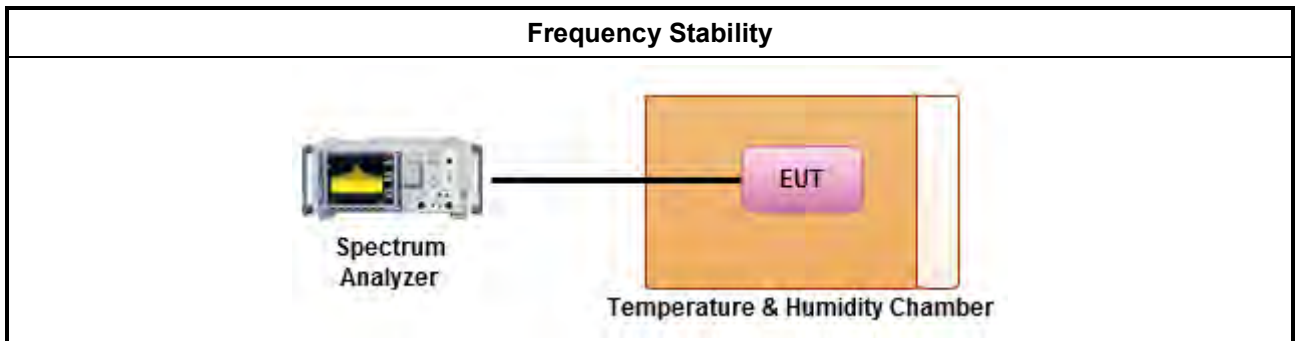 Frequency Stability
EUT
Spectrum
Analyzer
Temperature & Humidity Chamber